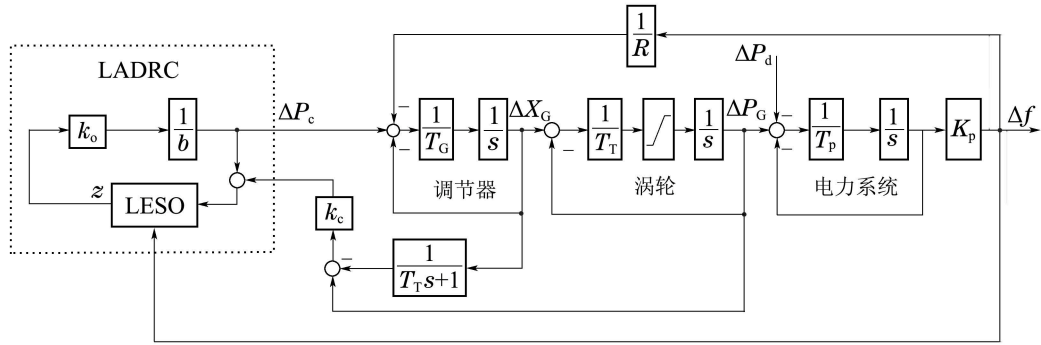 1/R
LADRC
ΔP_d
k_o
1/b
ΔP_c
−
1/T_G
1/s
ΔX_G
1/T_T
1/s
ΔP_G
−
1/T_p
1/s
K_p
Δf
−
−
−
z
LESO
调节器
涡轮
电力系统
k_c
−
1/(T_T s+1)